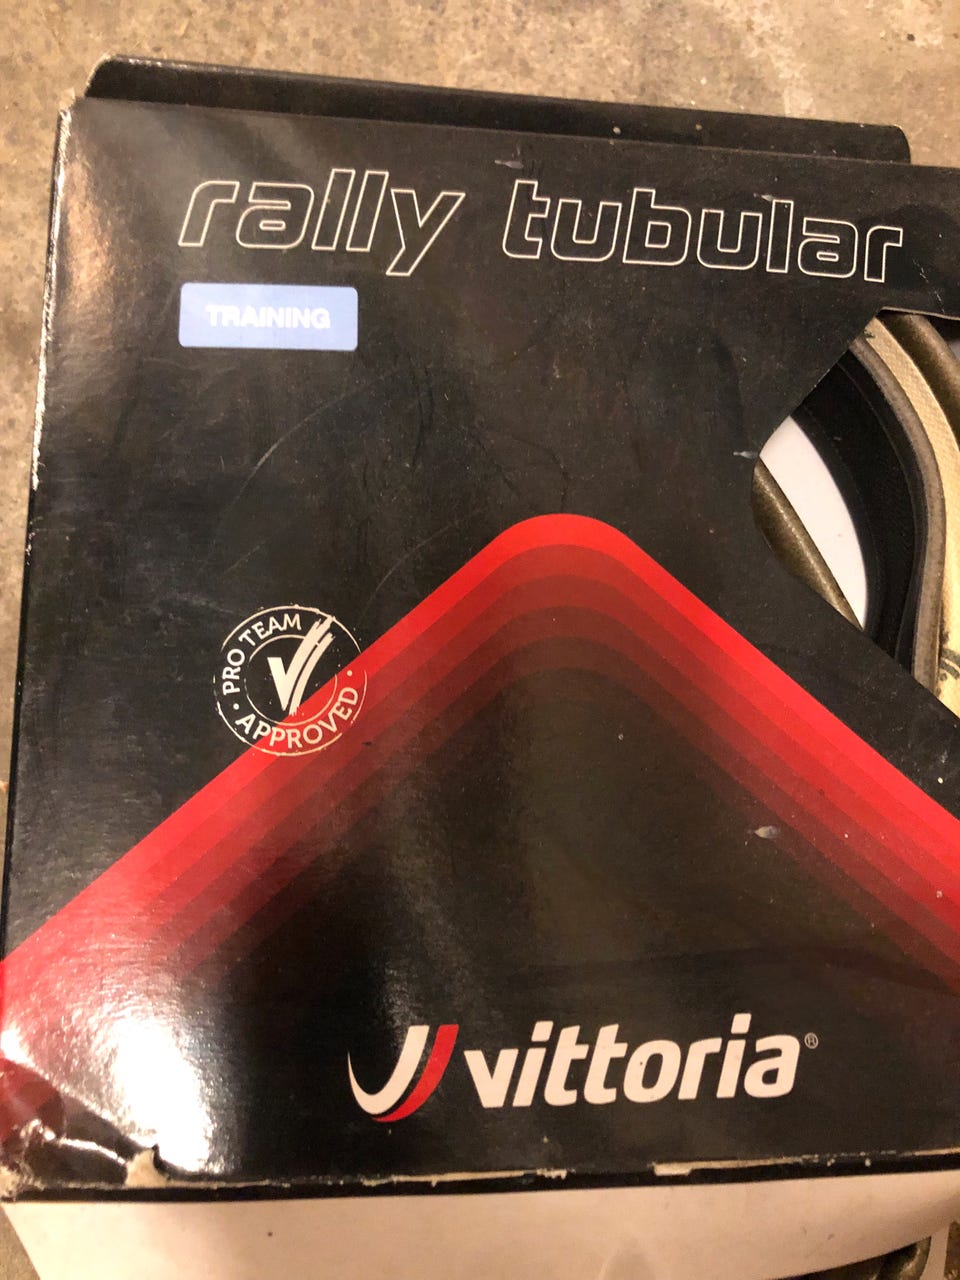 rally tubular
TRAINING
PRO TEAM
APPROVED
vittoria®